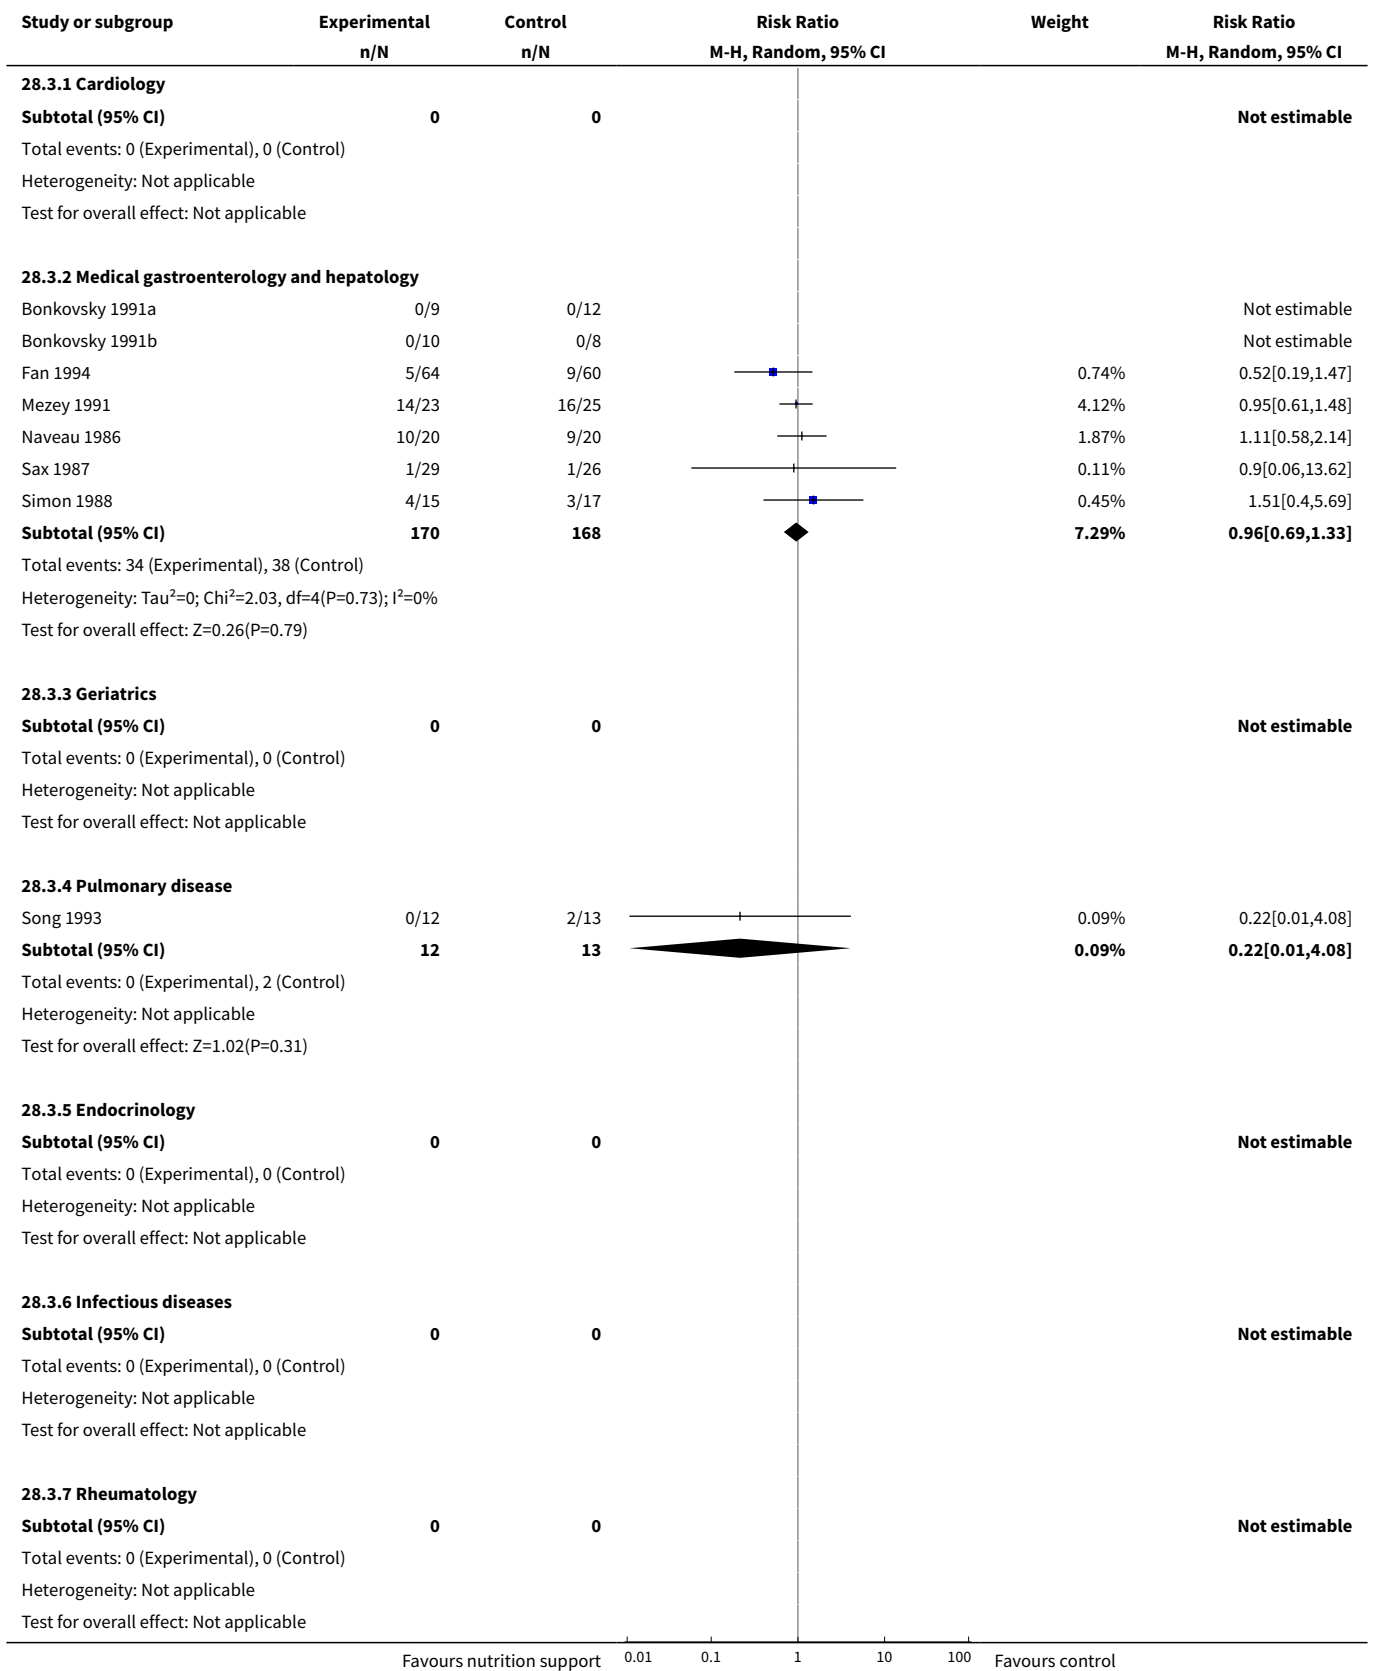 Study or subgroup Experimental Control Risk Ratio Weight Risk Ratio
n/N n/N M-H, Random, 95% CI M-H, Random, 95% CI
28.3.1 Cardiology
Subtotal (95% CI) 0 0 Not estimable
Total events: 0 (Experimental), 0 (Control)
Heterogeneity: Not applicable
Test for overall effect: Not applicable
28.3.2 Medical gastroenterology and hepatology
Bonkovsky 1991a 0/9 0/12 Not estimable
Bonkovsky 1991b 0/10 0/8 Not estimable
Fan 1994 5/64 9/60 0.74% 0.52[0.19,1.47]
Mezey 1991 14/23 16/25 4.12% 0.95[0.61,1.48]
Naveau 1986 10/20 9/20 1.87% 1.11[0.58,2.14]
Sax 1987 1/29 1/26 0.11% 0.9[0.06,13.62]
Simon 1988 4/15 3/17 0.45% 1.51[0.4,5.69]
Subtotal (95% CI) 170 168 7.29% 0.96[0.69,1.33]
Total events: 34 (Experimental), 38 (Control)
Heterogeneity: Tau²=0; Chi²=2.03, df=4(P=0.73); I²=0%
Test for overall effect: Z=0.26(P=0.79)
28.3.3 Geriatrics
Subtotal (95% CI) 0 0 Not estimable
Total events: 0 (Experimental), 0 (Control)
Heterogeneity: Not applicable
Test for overall effect: Not applicable
28.3.4 Pulmonary disease
Song 1993 0/12 2/13 0.09% 0.22[0.01,4.08]
Subtotal (95% CI) 12 13 0.09% 0.22[0.01,4.08]
Total events: 0 (Experimental), 2 (Control)
Heterogeneity: Not applicable
Test for overall effect: Z=1.02(P=0.31)
28.3.5 Endocrinology
Subtotal (95% CI) 0 0 Not estimable
Total events: 0 (Experimental), 0 (Control)
Heterogeneity: Not applicable
Test for overall effect: Not applicable
28.3.6 Infectious diseases
Subtotal (95% CI) 0 0 Not estimable
Total events: 0 (Experimental), 0 (Control)
Heterogeneity: Not applicable
Test for overall effect: Not applicable
28.3.7 Rheumatology
Subtotal (95% CI) 0 0 Not estimable
Total events: 0 (Experimental), 0 (Control)
Heterogeneity: Not applicable
Test for overall effect: Not applicable
Favours nutrition support 0.01 0.1 1 10 100 Favours control